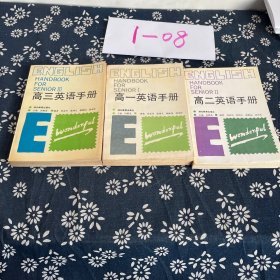 1-08
ENGLISH
HANDBOOK
FOR
SENIOR III
高三英语手册
E
wonderful
ENGLISH
HANDBOOK
FOR
SENIOR I
高一英语手册
E
wonderful
ENGLISH
HANDBOOK
FOR
SENIOR II
高二英语手册
E
wonderful